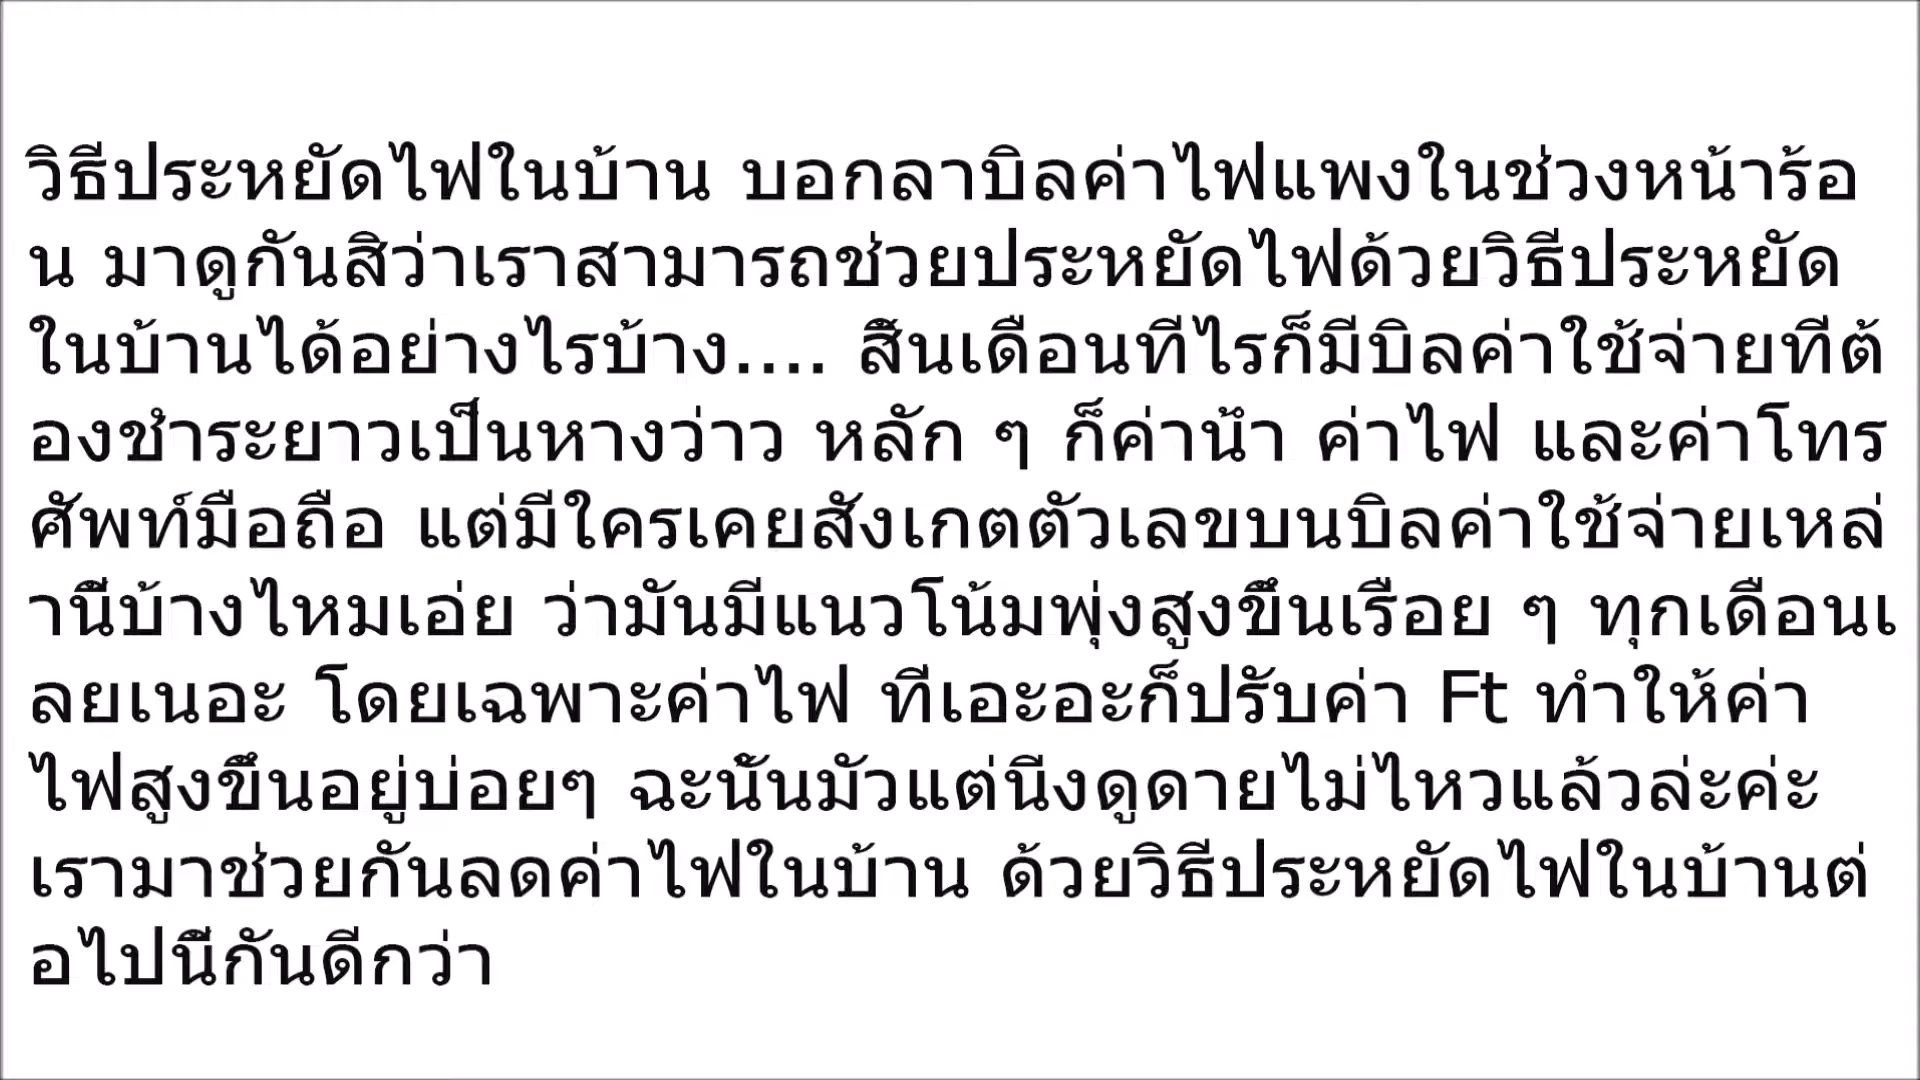 วิธีประหยัดไฟในบ้าน บอกลาบิลค่าไฟแพงในช่วงหน้าร้อ
น มาดูกันสิว่าเราสามารถช่วยประหยัดไฟด้วยวิธีประหยัด
ในบ้านได้อย่างไรบ้าง.... สิ้นเดือนทีไรก็มีบิลค่าใช้จ่ายที่ต้
องชำระยาวเป็นหางว่าว หลัก ๆ ก็ค่าน้ำ ค่าไฟ และค่าโทร
ศัพท์มือถือ แต่มีใครเคยสังเกตตัวเลขบนบิลค่าใช้จ่ายเหล่
านี้บ้างไหมเอ่ย ว่ามันมีแนวโน้มพุ่งสูงขึ้นเรื่อย ๆ ทุกเดือนเ
ลยเนอะ โดยเฉพาะค่าไฟ ที่เอะอะก็ปรับค่า Ft ทำให้ค่า
ไฟสูงขึ้นอยู่บ่อยๆ ฉะนั้นมัวแต่นิ่งดูดายไม่ไหวแล้วล่ะค่ะ
เรามาช่วยกันลดค่าไฟในบ้าน ด้วยวิธีประหยัดไฟในบ้านต่
อไปนี้กันดีกว่า